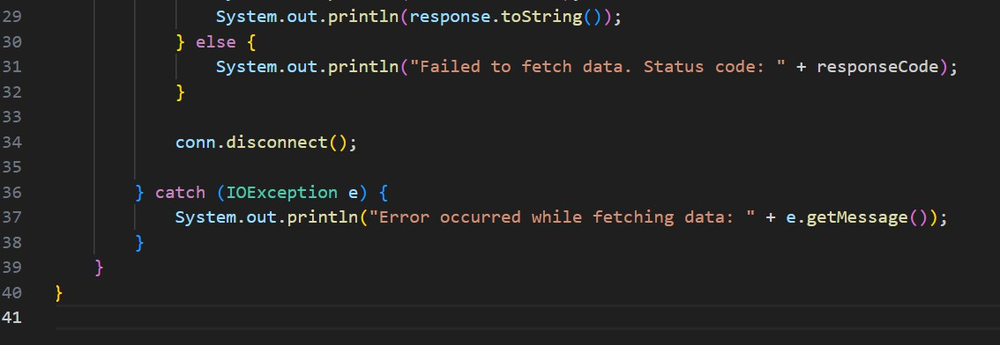 29 System.out.println(response.toString());
30 } else {
31 System.out.println("Failed to fetch data. Status code: " + responseCode);
32 }
33
34 conn.disconnect();
35
36 } catch (IOException e) {
37 System.out.println("Error occurred while fetching data: " + e.getMessage());
38 }
39 }
40 }
41